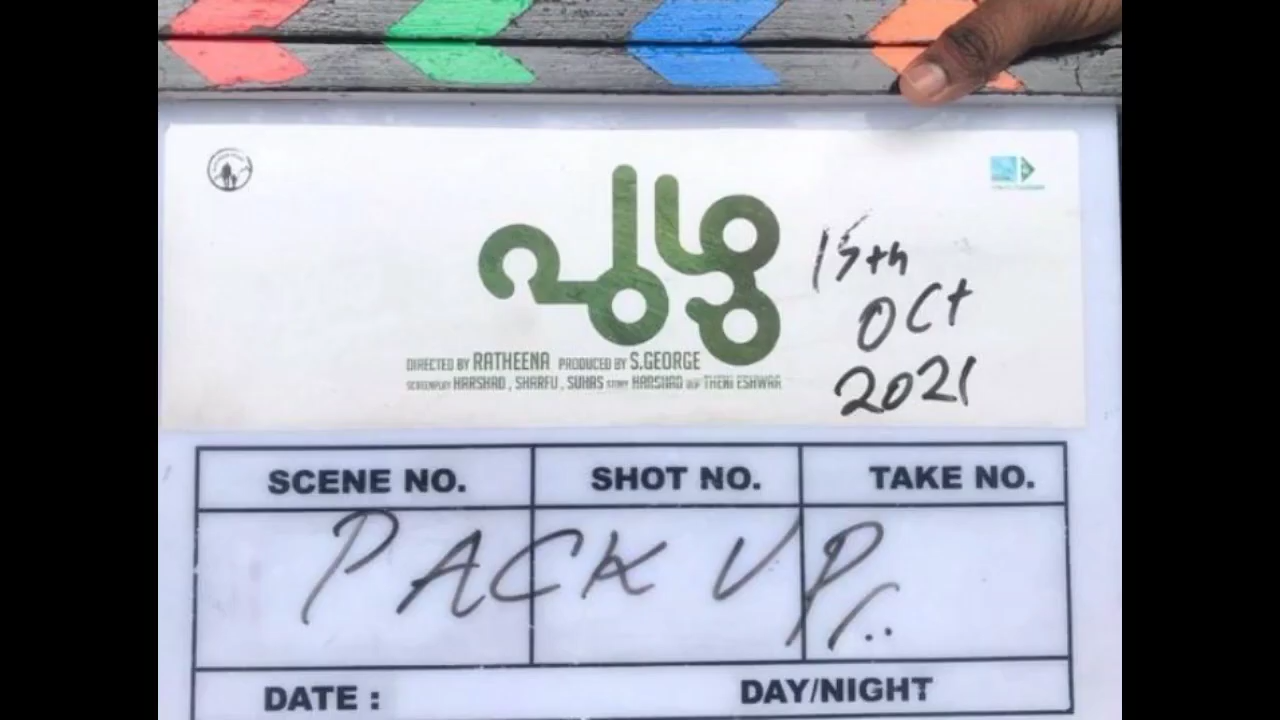 പുഴു
15th
OCT
2021
DIRECTED BY RATHEENA PRODUCED BY S.GEORGE
SCREENPLAY HARSHAD, SHARFU, SUHAS STORY HARSHAD DOP THENI ESHWAR
SCENE NO. SHOT NO. TAKE NO.
PACK UP..
DATE : DAY/NIGHT